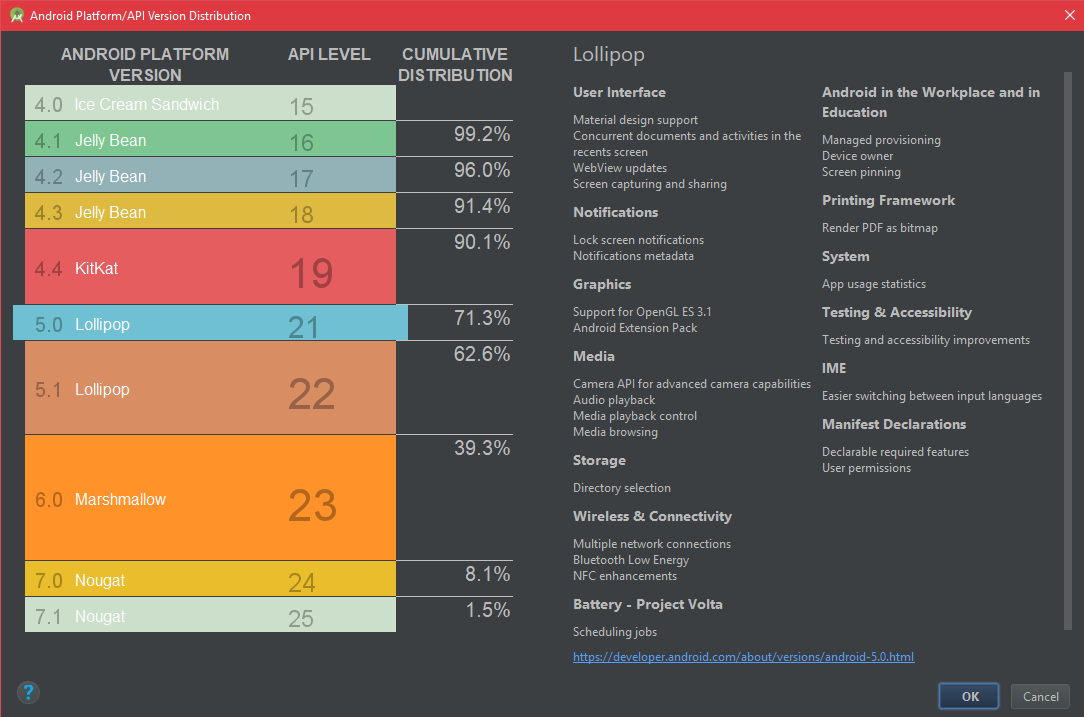 Android Platform/API Version Distribution
ANDROID PLATFORM
VERSION
API LEVEL
CUMULATIVE
DISTRIBUTION
4.0 Ice Cream Sandwich 15
99.2%
4.1 Jelly Bean 16
96.0%
4.2 Jelly Bean 17
91.4%
4.3 Jelly Bean 18
90.1%
4.4 KitKat 19
71.3%
5.0 Lollipop 21
62.6%
5.1 Lollipop 22
39.3%
6.0 Marshmallow 23
8.1%
7.0 Nougat 24
1.5%
7.1 Nougat 25
Lollipop
User Interface
Material design support
Concurrent documents and activities in the
recents screen
WebView updates
Screen capturing and sharing
Notifications
Lock screen notifications
Notifications metadata
Graphics
Support for OpenGL ES 3.1
Android Extension Pack
Media
Camera API for advanced camera capabilities
Audio playback
Media playback control
Media browsing
Storage
Directory selection
Wireless & Connectivity
Multiple network connections
Bluetooth Low Energy
NFC enhancements
Battery - Project Volta
Scheduling jobs
Android in the Workplace and in
Education
Managed provisioning
Device owner
Screen pinning
Printing Framework
Render PDF as bitmap
System
App usage statistics
Testing & Accessibility
Testing and accessibility improvements
IME
Easier switching between input languages
Manifest Declarations
Declarable required features
User permissions
https://developer.android.com/about/versions/android-5.0.html
?
OK
Cancel